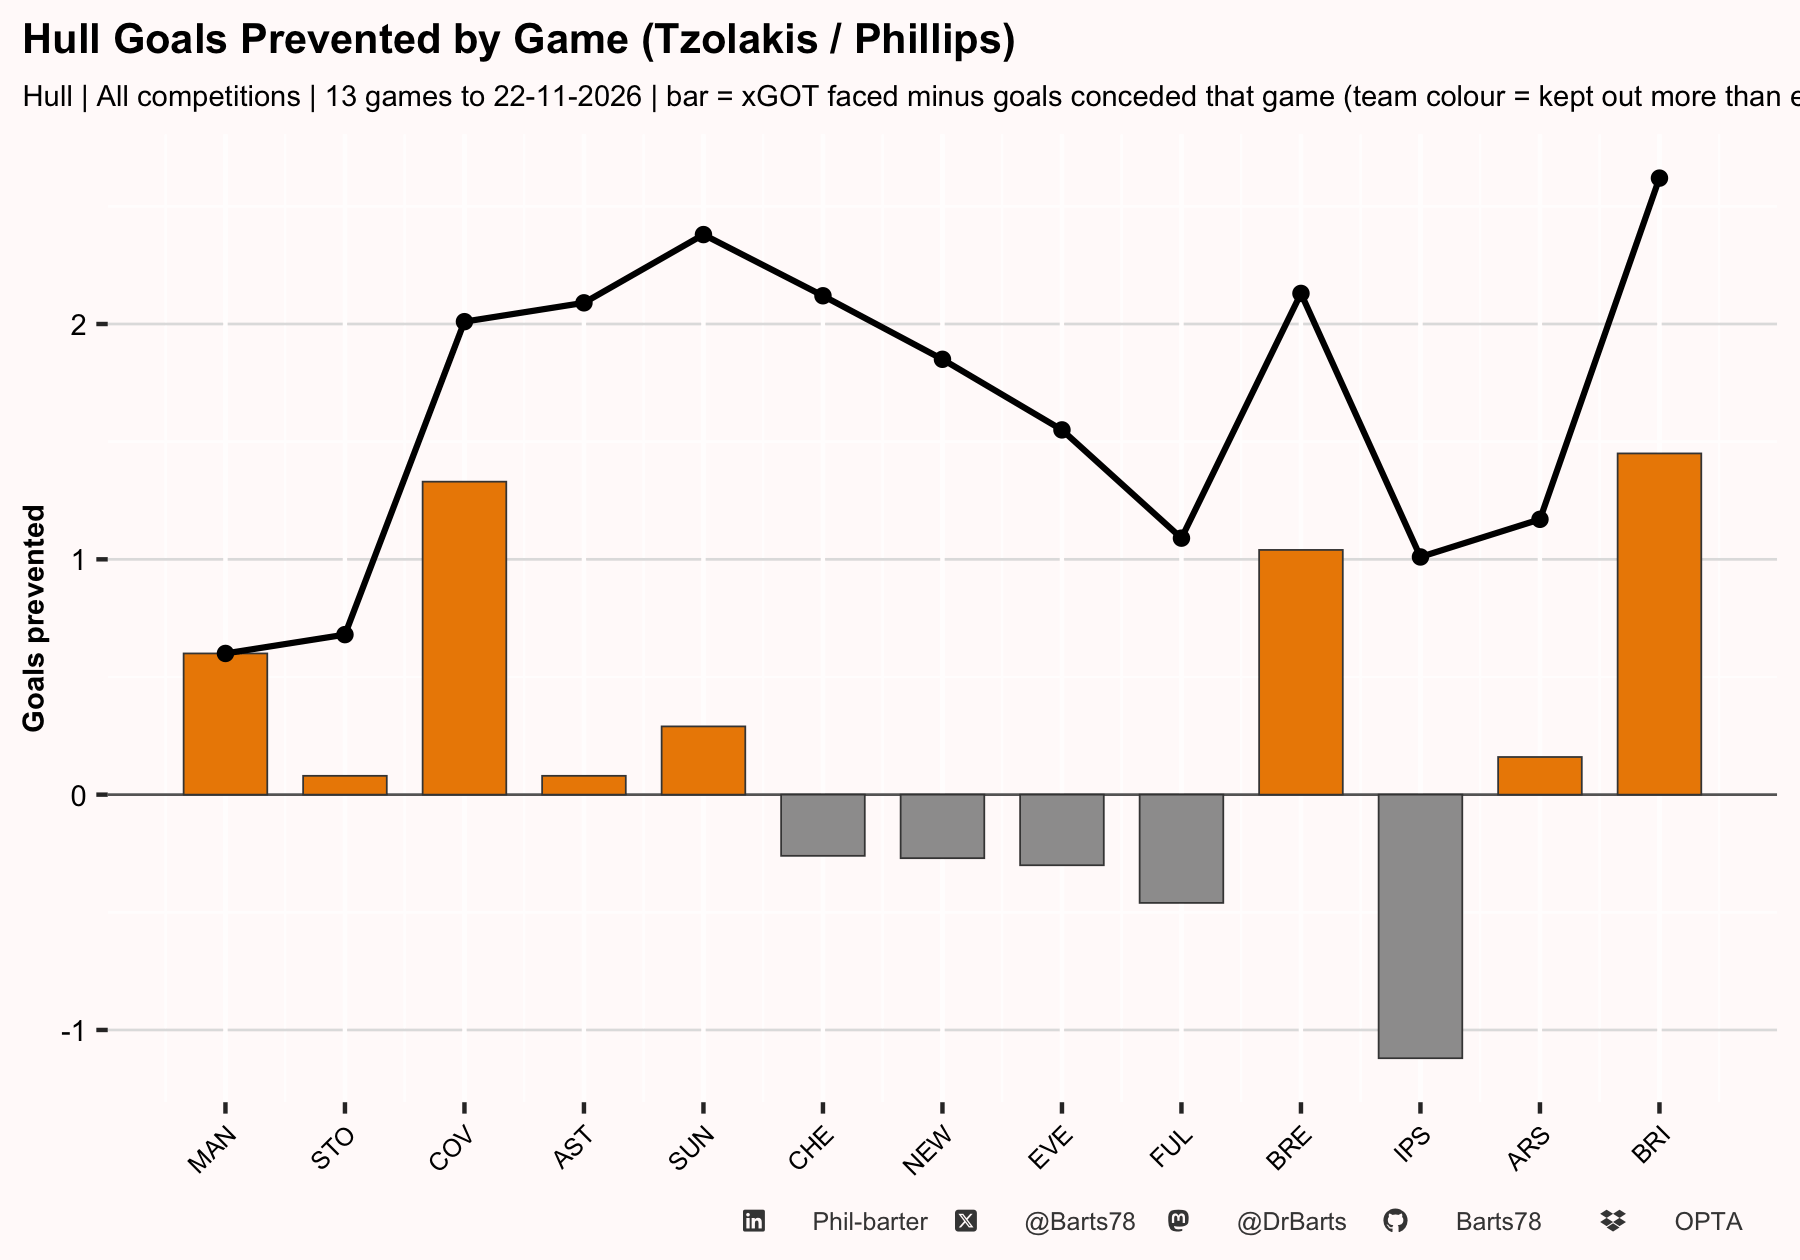 Hull Goals Prevented by Game (Tzolakis / Phillips)
Hull | All competitions | 13 games to 22-11-2026 | bar = xGOT faced minus goals conceded that game (team colour = kept out more than e
Goals prevented
2
1
0
-1
MAN STO COV AST SUN CHE NEW EVE FUL BRE IPS ARS BRI
Phil-barter @Barts78 @DrBarts Barts78 OPTA